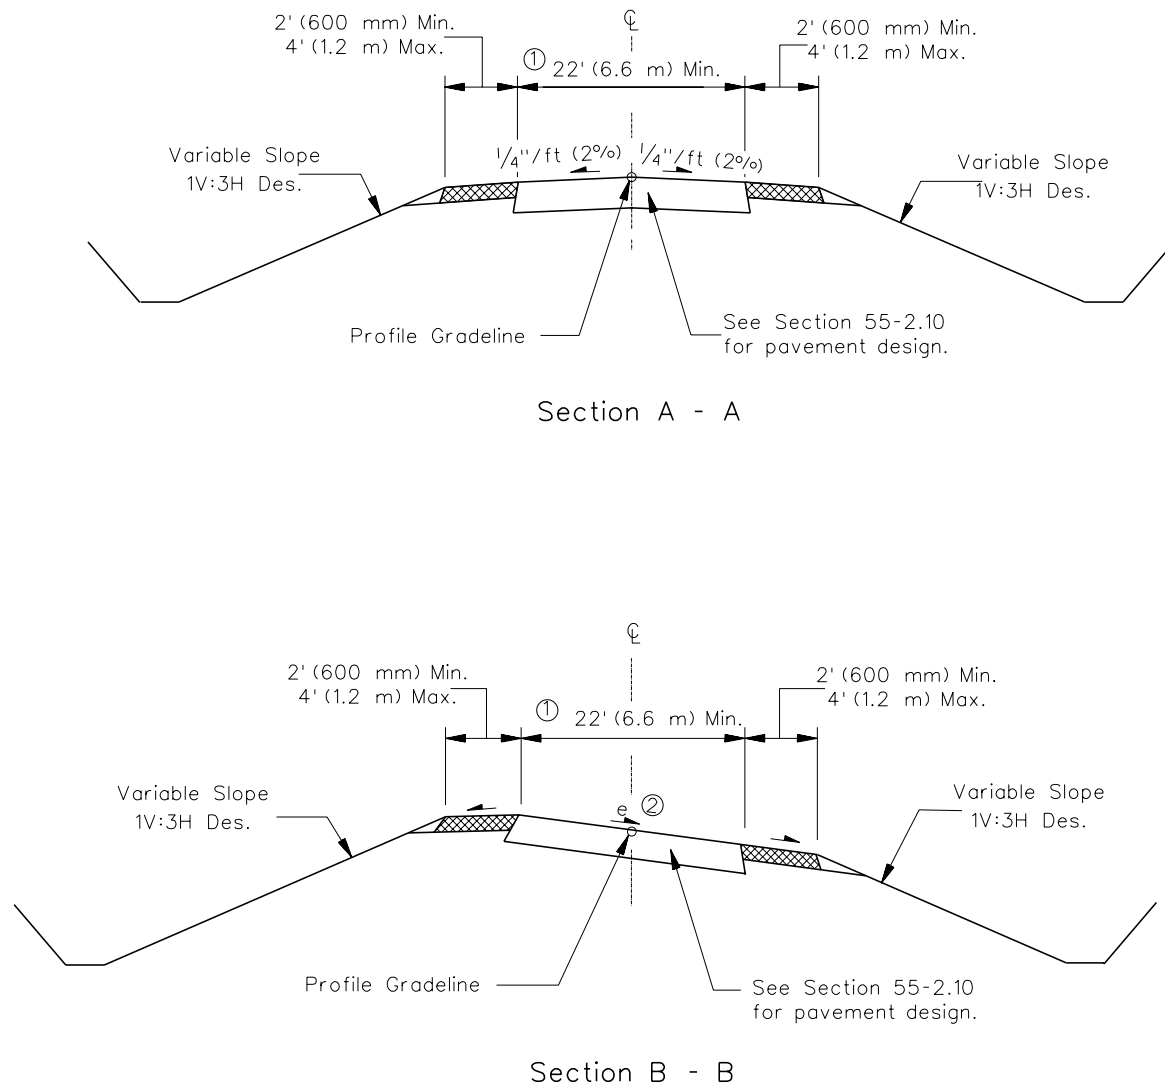 ℄
2' (600 mm) Min.
4' (1.2 m) Max.
① 22' (6.6 m) Min.
2' (600 mm) Min.
4' (1.2 m) Max.
1/4''/ft (2%) 1/4''/ft (2%)
Variable Slope
1V:3H Des.
Variable Slope
1V:3H Des.
Profile Gradeline
See Section 55-2.10
for pavement design.
Section A - A
℄
2' (600 mm) Min.
4' (1.2 m) Max.
① 22' (6.6 m) Min.
2' (600 mm) Min.
4' (1.2 m) Max.
Variable Slope
1V:3H Des.
e ②
Variable Slope
1V:3H Des.
Profile Gradeline
See Section 55-2.10
for pavement design.
Section B - B